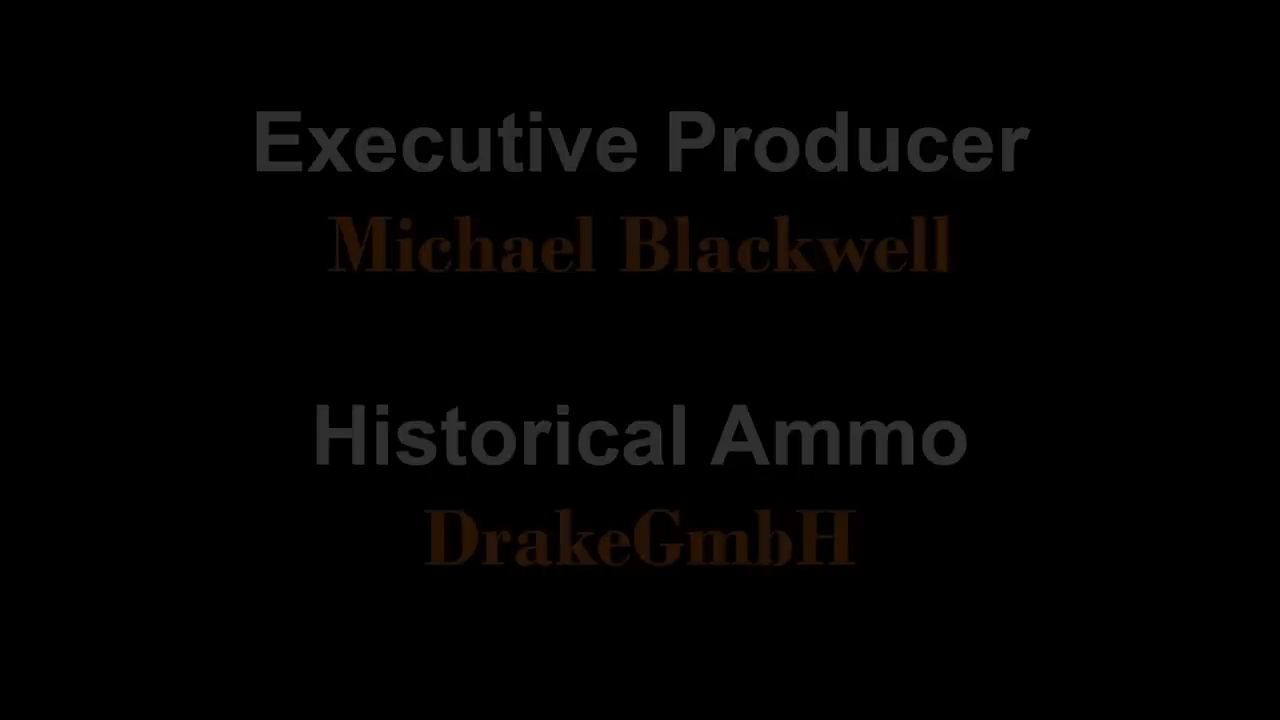 Executive Producer
Michael Blackwell
Historical Ammo
DrakeGmbH